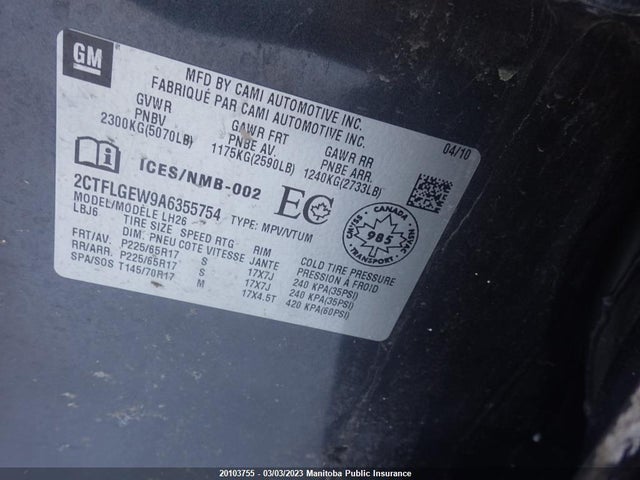 GM
MFD BY CAMI AUTOMOTIVE INC.
FABRIQUÉ PAR CAMI AUTOMOTIVE INC.
04/10
GVWR GAWR FRT GAWR RR
PNBV PNBE AV. PNBE ARR.
2300KG(5070LB) 1175KG(2590LB) 1240KG(2733LB)
ICES/NMB-002
EC
2CTFLGEW9A6355754 TYPE: MPV/VTUM
MODEL/MODÈLE LH26
LBJ6
CANADA
985
TRANSPORT
NSVAC
TIRE SIZE SPEED RTG RIM COLD TIRE PRESSURE
DIM. PNEU COTÉ VITESSE JANTE PRESSION À FROID
FRT/AV. P225/65R17 S 17X7J 240 KPA(35PSI)
RR/ARR. P225/65R17 S 17X7J 240 KPA(35PSI)
SPA/SOS T145/70R17 M 17X4.5T 420 KPA(60PSI)
20103755 - 03/03/2023 Manitoba Public Insurance